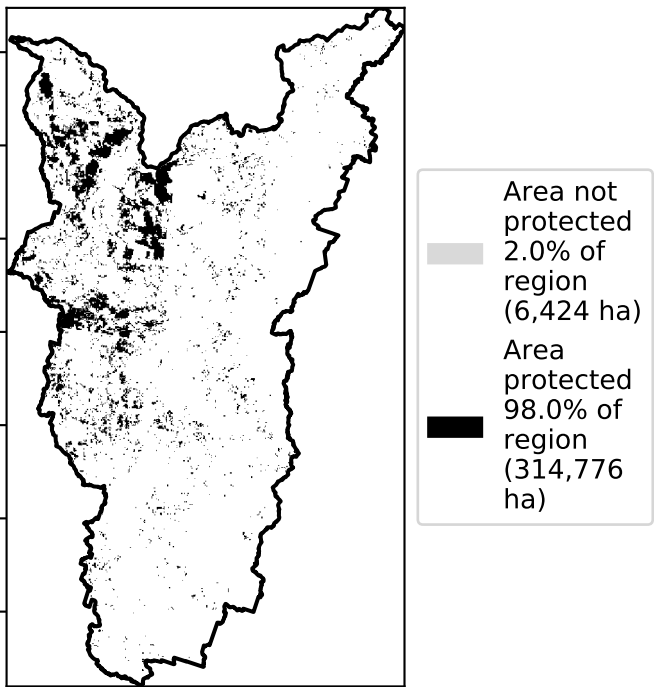 Area not
protected
2.0% of
region
(6,424 ha)
Area
protected
98.0% of
region
(314,776
ha)